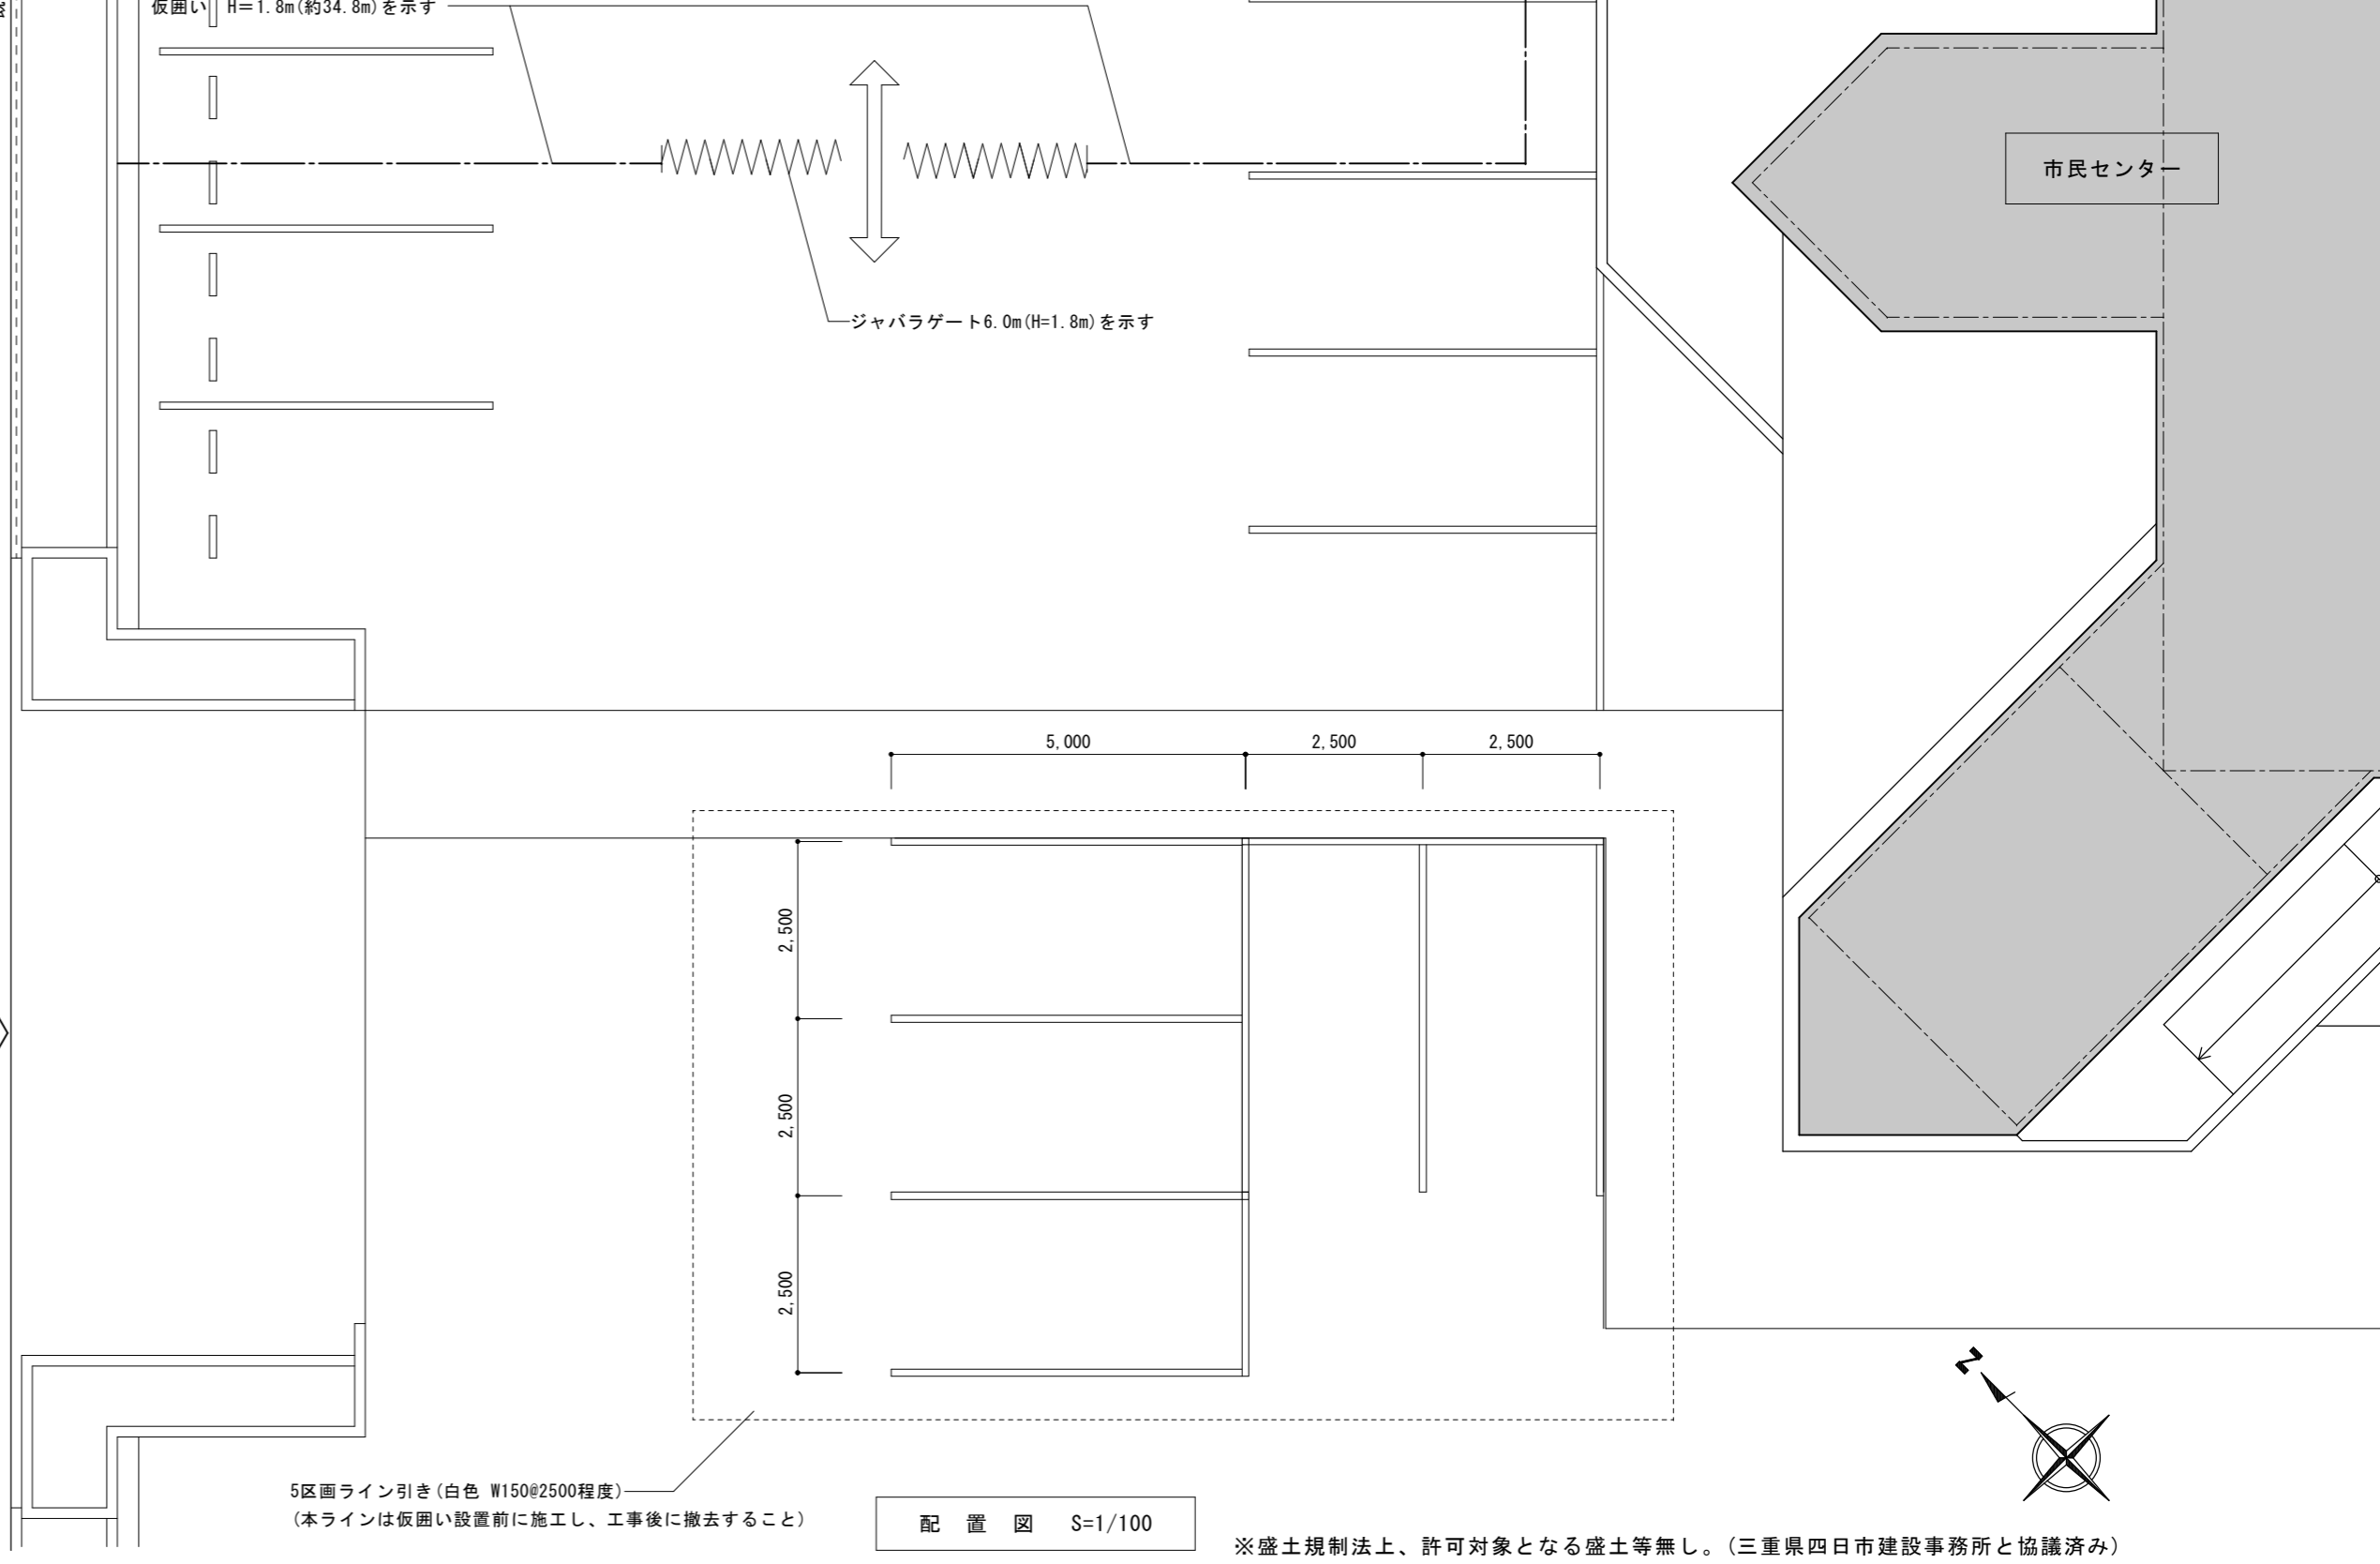 仮囲い H＝1.8m(約34.8m)を示す
市民センター
ジャバラゲート6.0m(H=1.8m)を示す
5,000
2,500
2,500
2,500
2,500
2,500
N
5区画ライン引き(白色 W150@2500程度)
(本ラインは仮囲い設置前に施工し、工事後に撤去すること)
配 置 図 S=1/100
※盛土規制法上、許可対象となる盛土等無し。(三重県四日市建設事務所と協議済み)